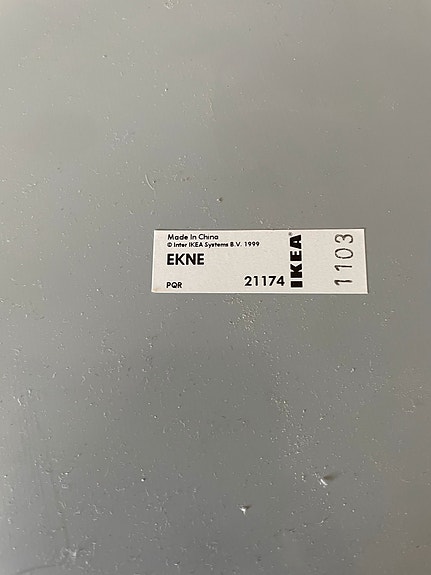 Made in China
© Inter IKEA Systems B.V. 1999
EKNE
PQR
21174
IKEA®
1103